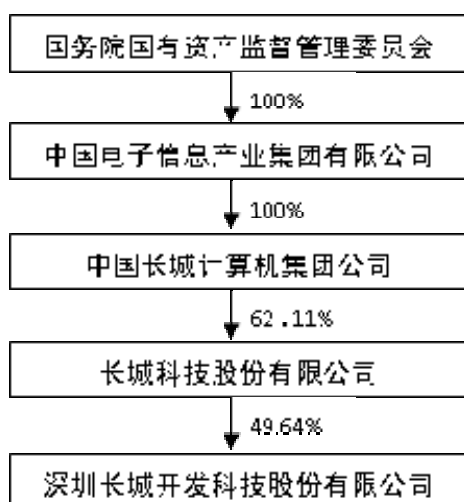 国务院国有资产监督管理委员会
100%
中国电子信息产业集团有限公司
100%
中国长城计算机集团公司
62.11%
长城科技股份有限公司
49.64%
深圳长城开发科技股份有限公司